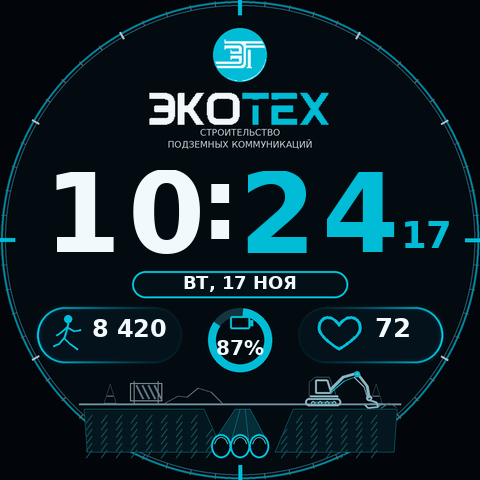 ЭТ
ЭКОТЕХ
СТРОИТЕЛЬСТВО
ПОДЗЕМНЫХ КОММУНИКАЦИЙ
10:24 17
ВТ, 17 НОЯ
8 420
87%
72